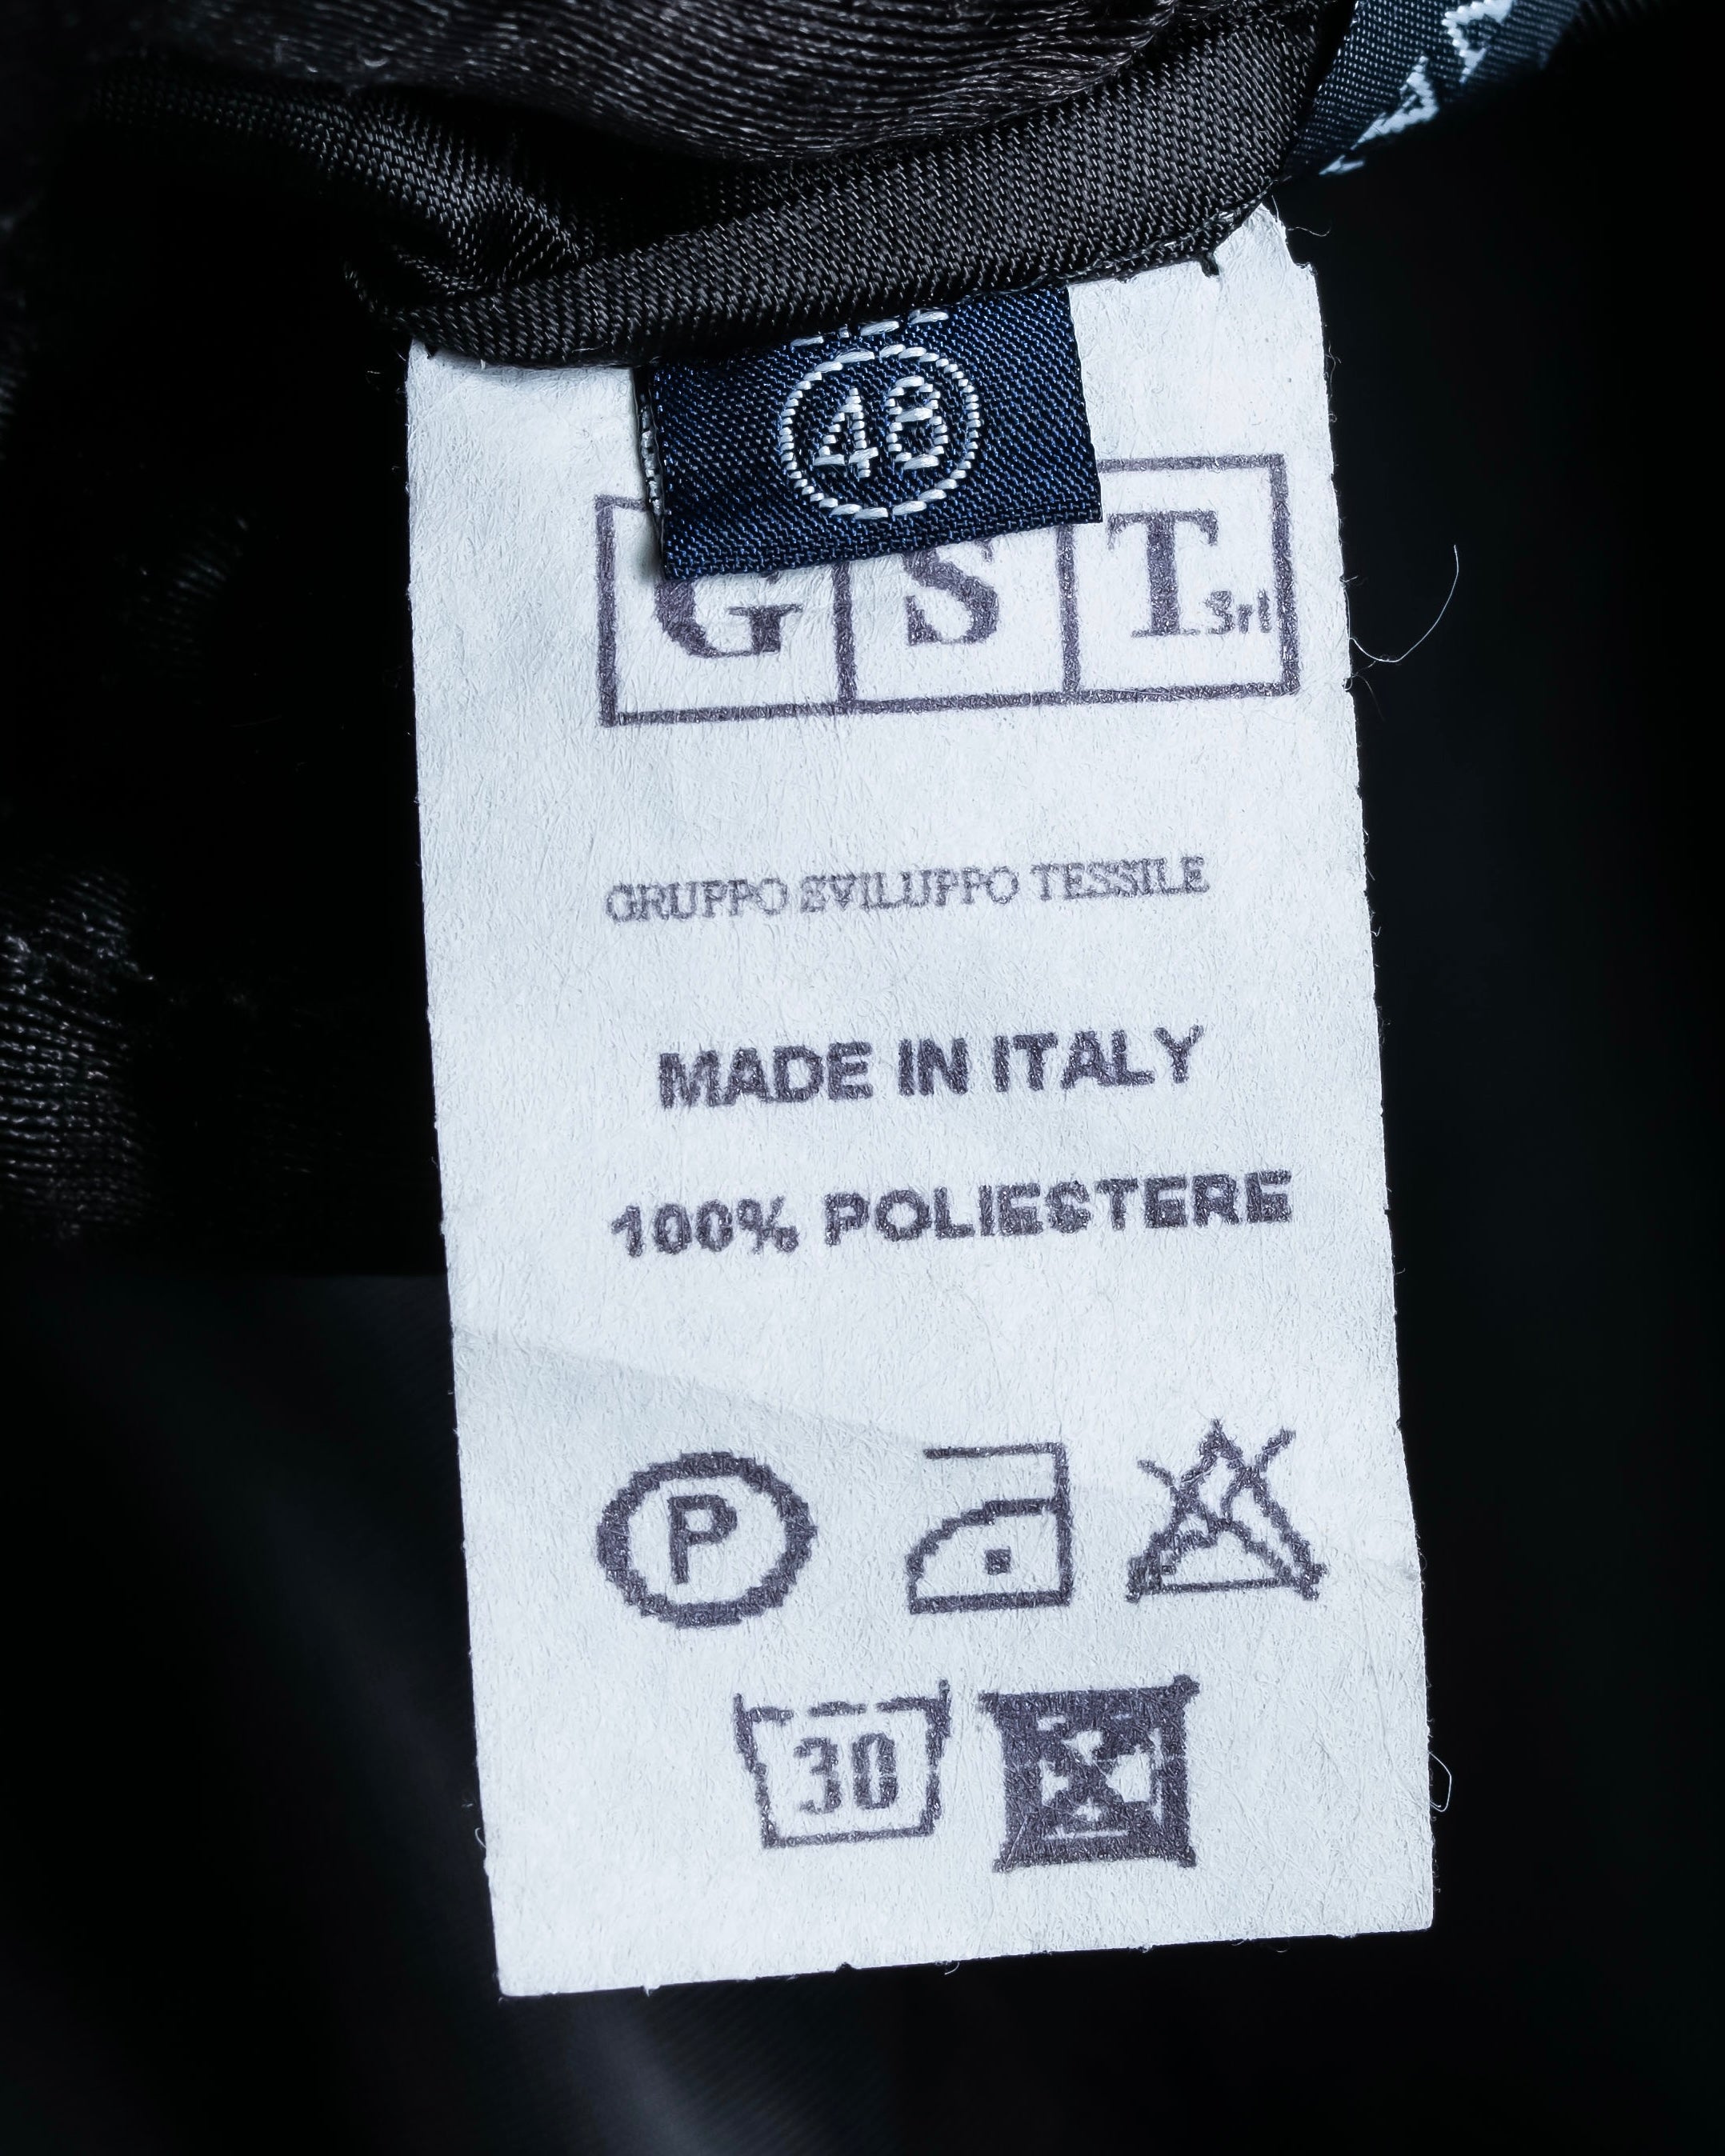 48
GST Srl
GRUPPO SVILUPPO TESSILE
MADE IN ITALY
100% POLIESTERE
P
30